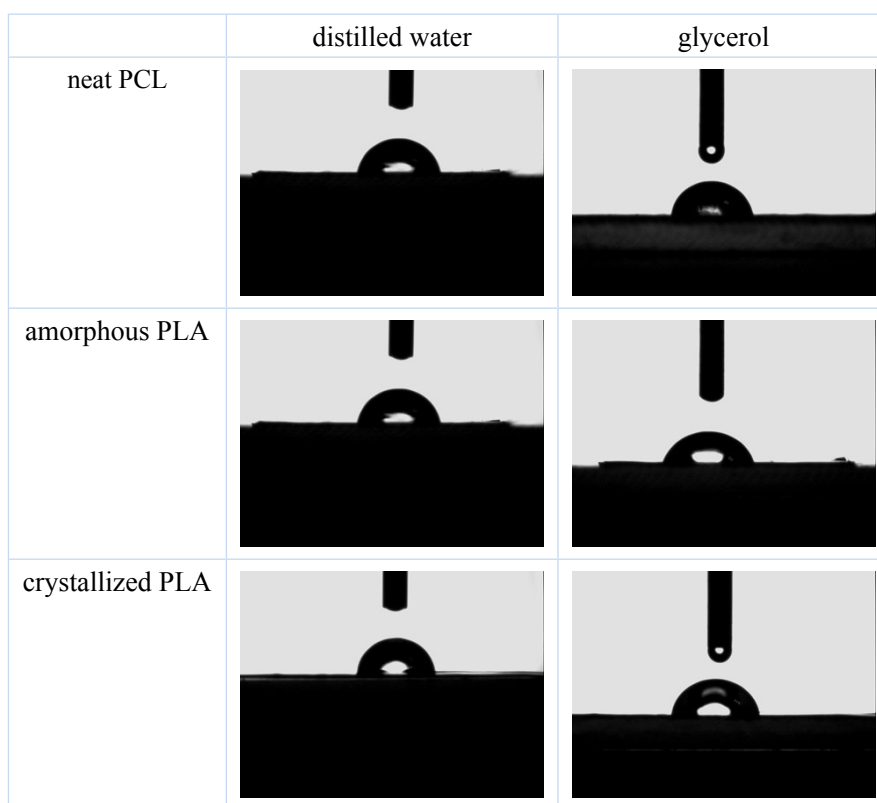 distilled water glycerol
neat PCL
amorphous PLA
crystallized PLA